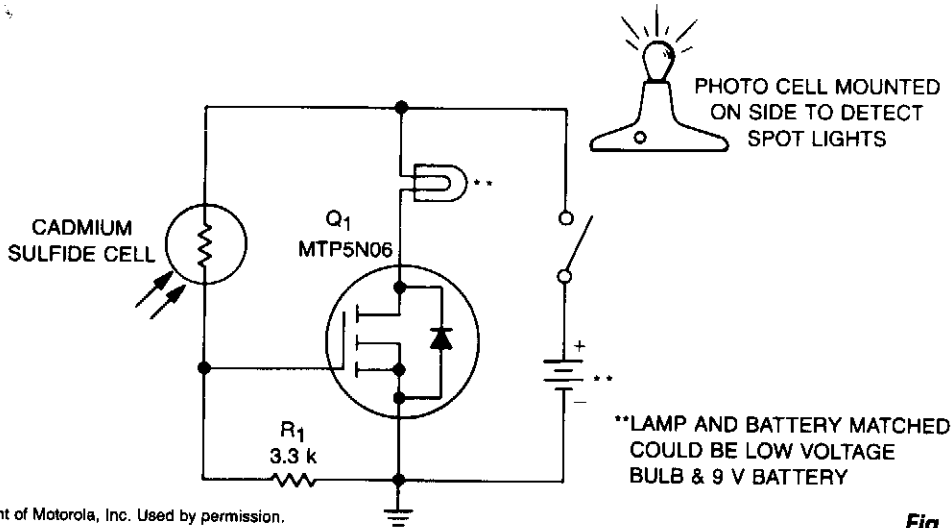 PHOTO CELL MOUNTED
ON SIDE TO DETECT
SPOT LIGHTS
**
Q1
MTP5N06
CADMIUM
SULFIDE CELL
+
**
−
R1
3.3 k
**LAMP AND BATTERY MATCHED
COULD BE LOW VOLTAGE
BULB & 9 V BATTERY
nt of Motorola, Inc. Used by permission.
Fig